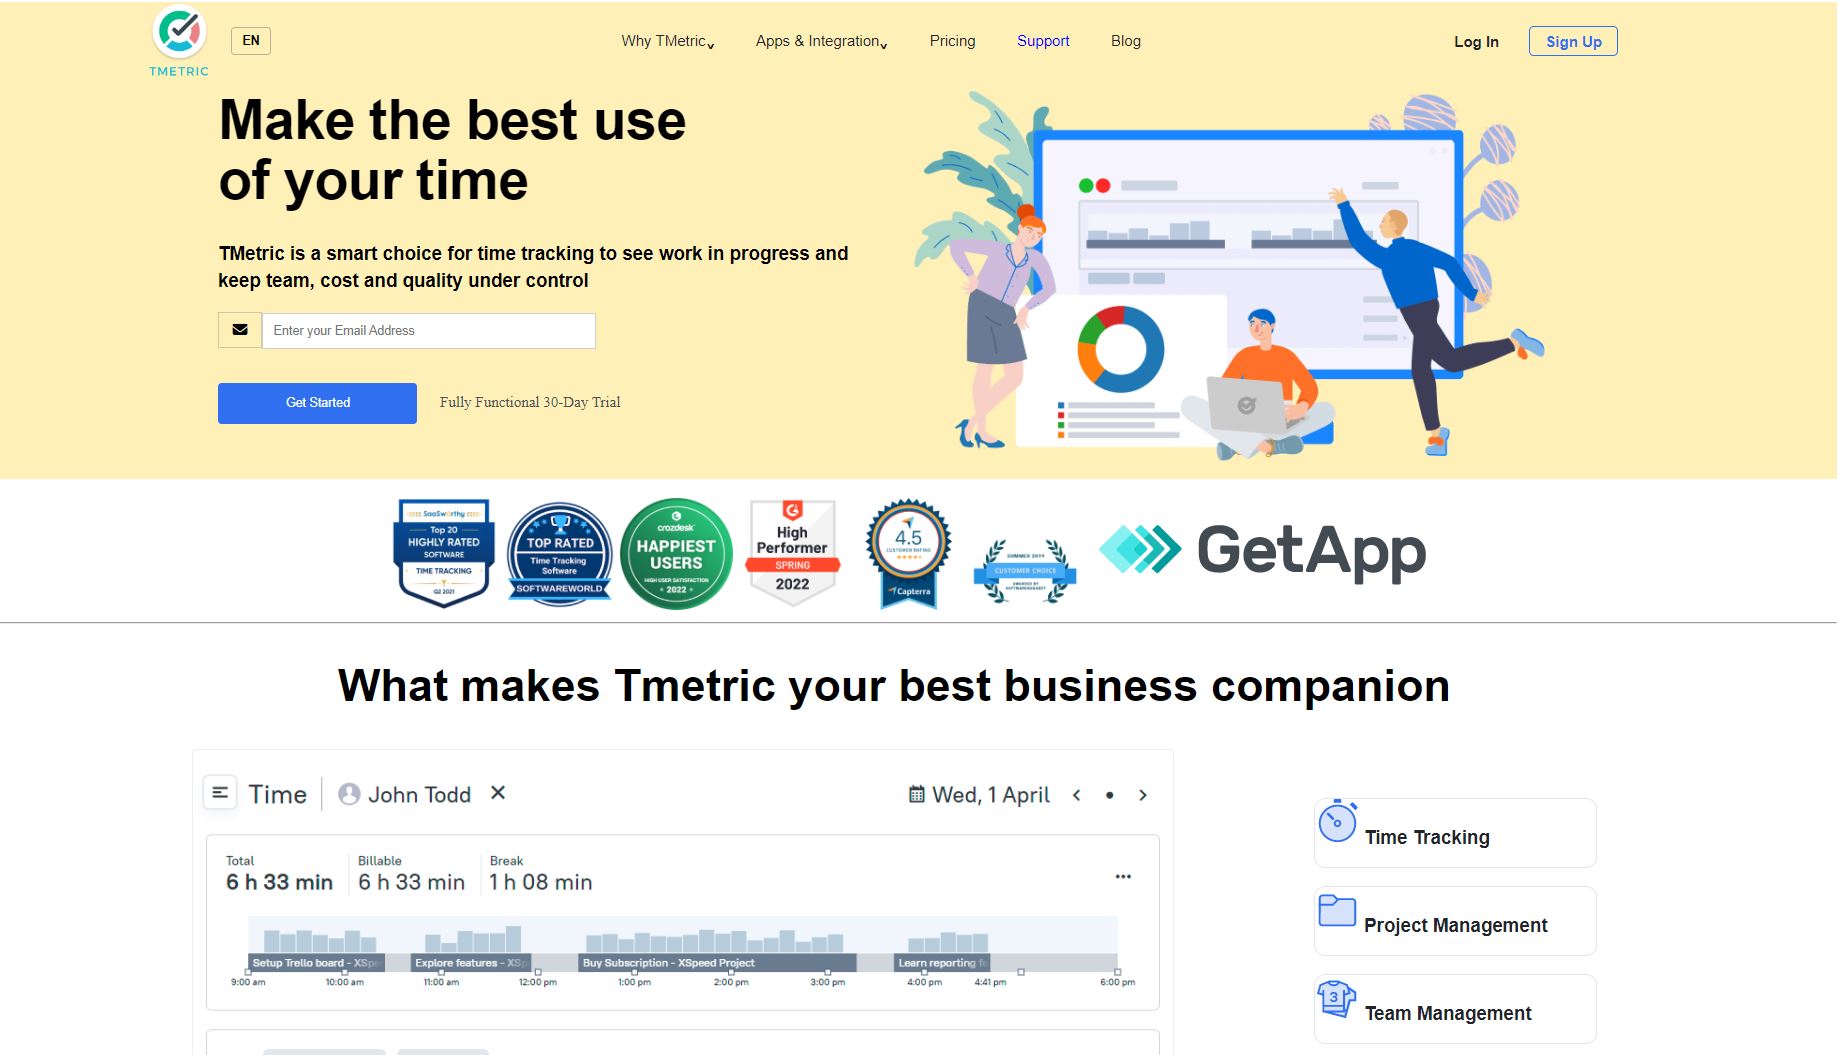 TMETRIC
EN
Why TMetric
Apps & Integration
Pricing
Support
Blog
Log In
Sign Up
Make the best use
of your time
TMetric is a smart choice for time tracking to see work in progress and
keep team, cost and quality under control
Enter your Email Address
Get Started
Fully Functional 30-Day Trial
SaaSworthy
Top 20
HIGHLY RATED
SOFTWARE
TIME TRACKING
Q2 2021
TOP RATED
Time Tracking
Software
SOFTWAREWORLD
crozdesk
HAPPIEST
USERS
HIGH USER SATISFACTION
2022
High
Performer
SPRING
2022
4.5
CUSTOMER RATING
Capterra
SUMMER 2019
CUSTOMER CHOICE
AWARDED BY
GetApp
What makes Tmetric your best business companion
Time
John Todd
Wed, 1 April
Total
6 h 33 min
Billable
6 h 33 min
Break
1 h 08 min
Setup Trello board - XSpe
Explore features - XSp
Buy Subscription - XSpeed Project
Learn reporting fe
9:00 am
10:00 am
11:00 am
12:00 pm
1:00 pm
2:00 pm
3:00 pm
4:00 pm
4:41 pm
6:00 pm
Time Tracking
Project Management
3
Team Management